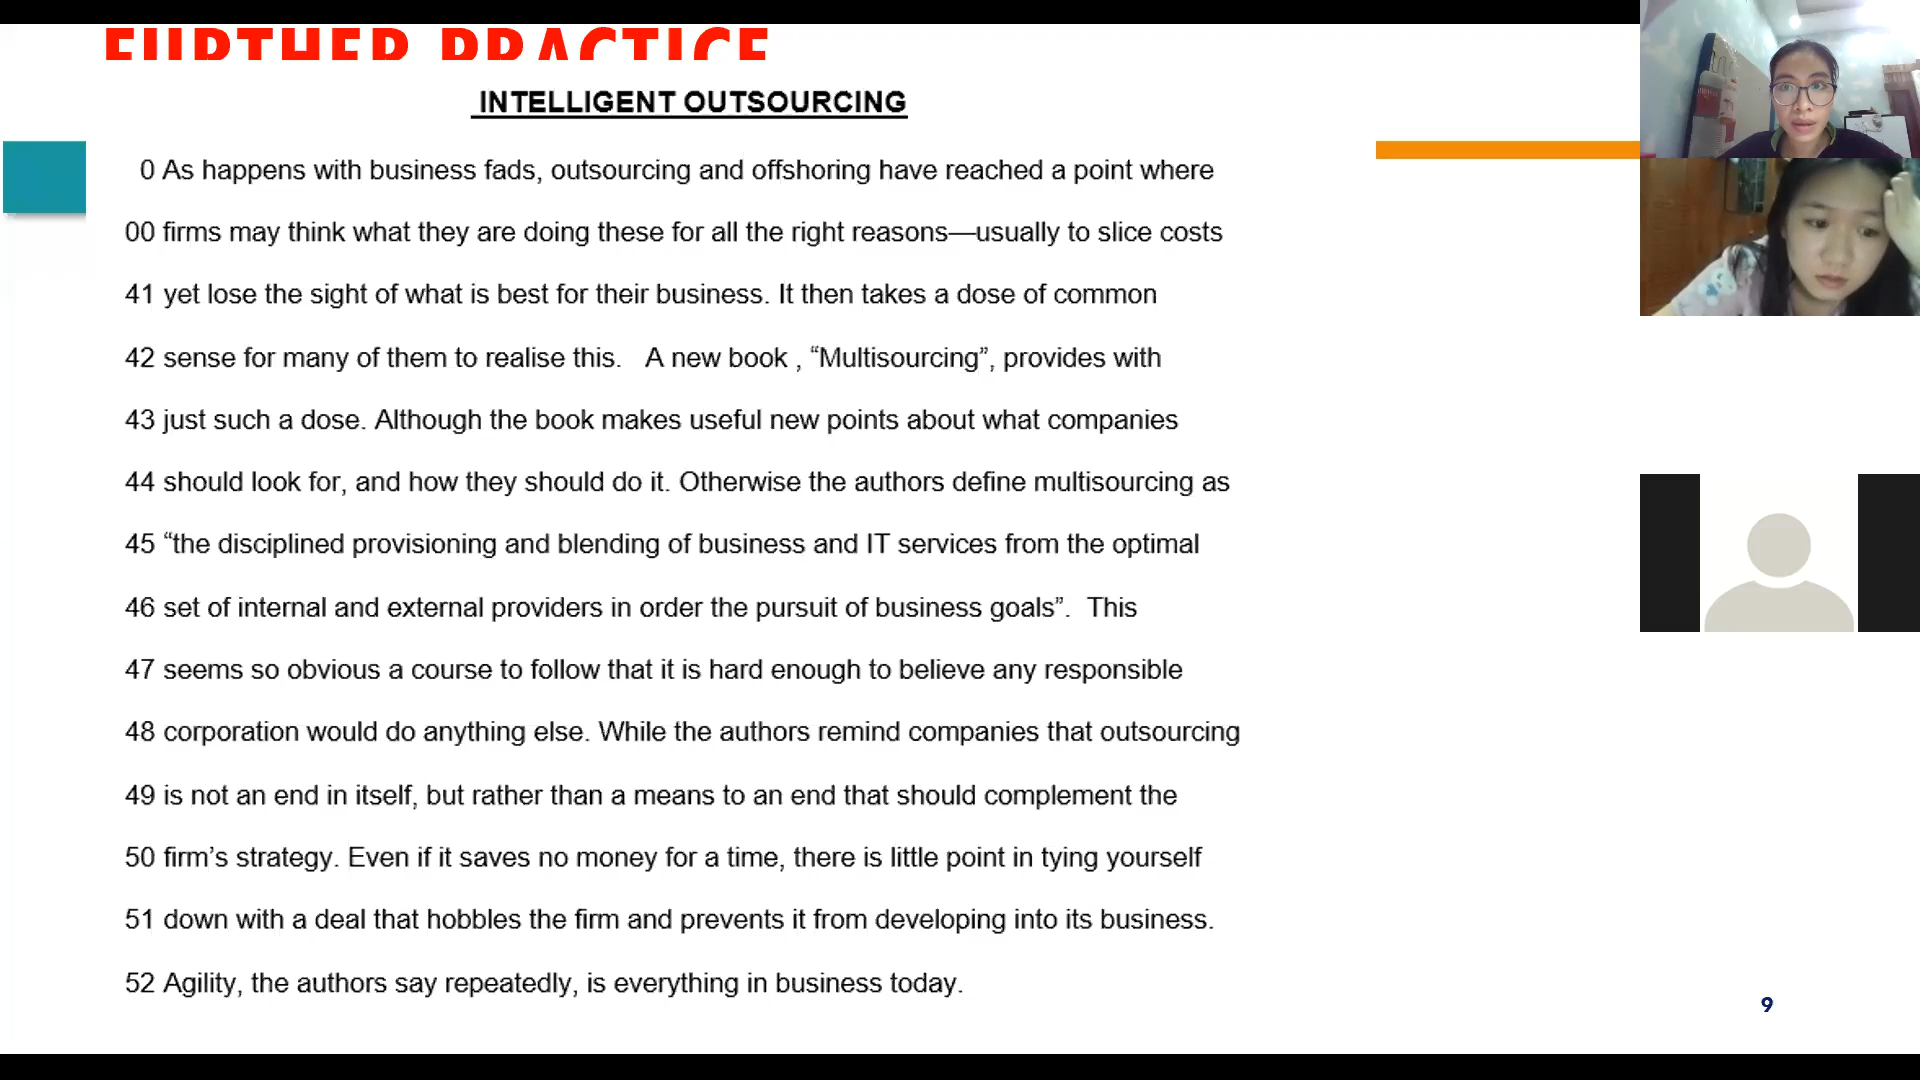 FURTHER PRACTICE
INTELLIGENT OUTSOURCING
0 As happens with business fads, outsourcing and offshoring have reached a point where
00 firms may think what they are doing these for all the right reasons—usually to slice costs
41 yet lose the sight of what is best for their business. It then takes a dose of common
42 sense for many of them to realise this.   A new book , “Multisourcing”, provides with
43 just such a dose. Although the book makes useful new points about what companies
44 should look for, and how they should do it. Otherwise the authors define multisourcing as
45 “the disciplined provisioning and blending of business and IT services from the optimal
46 set of internal and external providers in order the pursuit of business goals”.  This
47 seems so obvious a course to follow that it is hard enough to believe any responsible
48 corporation would do anything else. While the authors remind companies that outsourcing
49 is not an end in itself, but rather than a means to an end that should complement the
50 firm’s strategy. Even if it saves no money for a time, there is little point in tying yourself
51 down with a deal that hobbles the firm and prevents it from developing into its business.
52 Agility, the authors say repeatedly, is everything in business today.
9